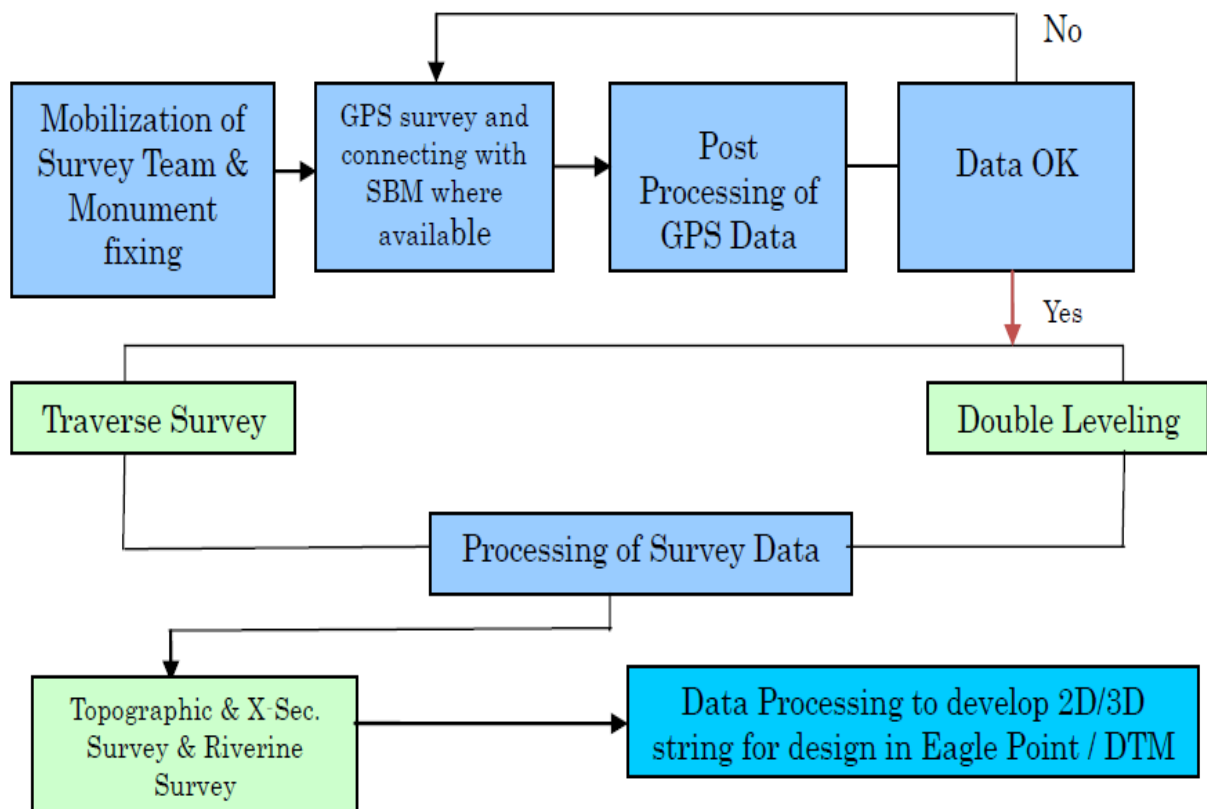 No
Mobilization of
Survey Team &
Monument
fixing
GPS survey and
connecting with
SBM where
available
Post
Processing of
GPS Data
Data OK
Yes
Traverse Survey
Double Leveling
Processing of Survey Data
Topographic & X-Sec.
Survey & Riverine
Survey
Data Processing to develop 2D/3D
string for design in Eagle Point / DTM